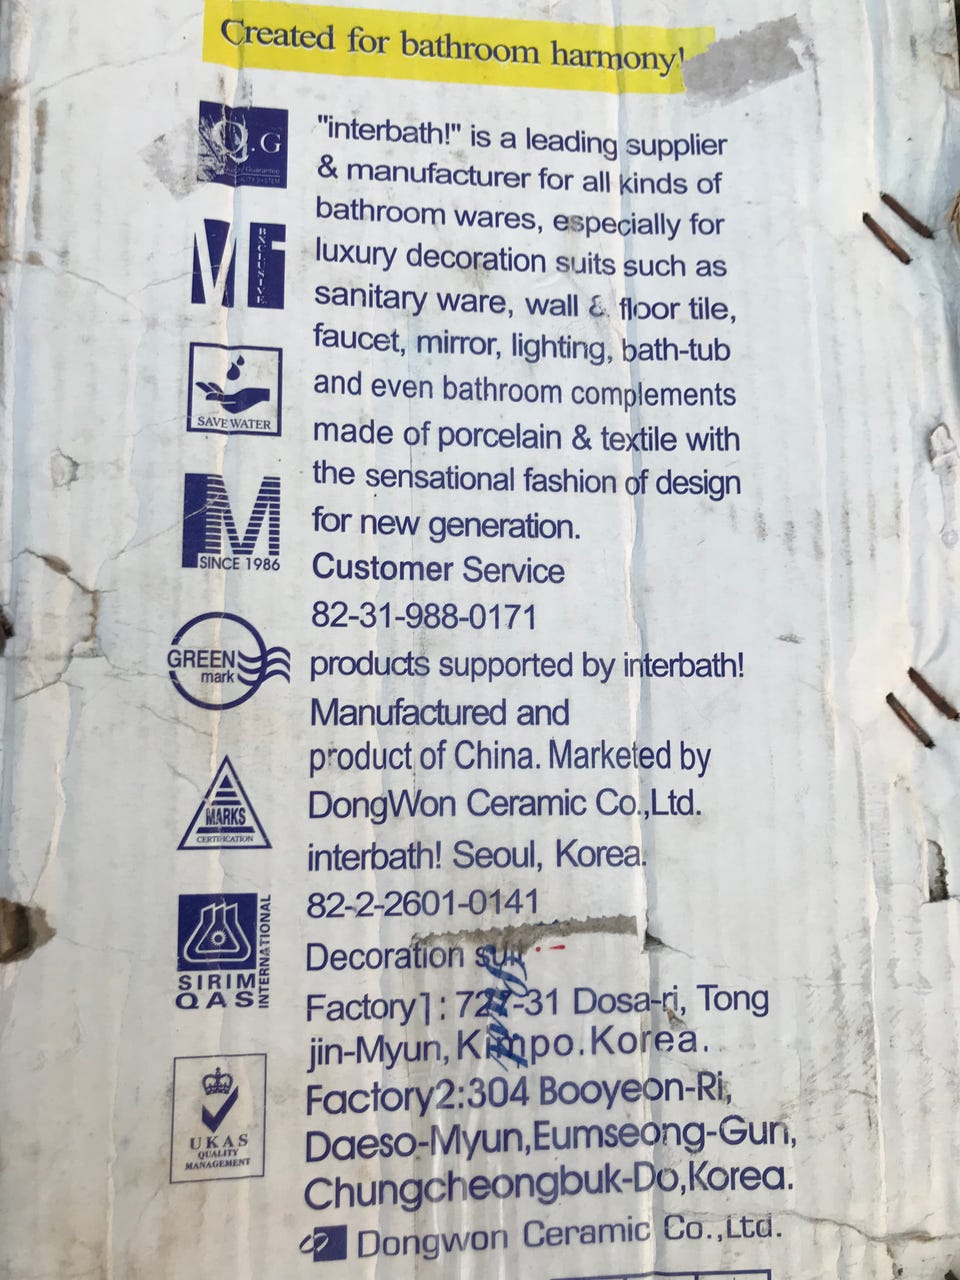 Created for bathroom harmony!
Q.G
Guarantee
"interbath!" is a leading supplier
& manufacturer for all kinds of
bathroom wares, especially for
luxury decoration suits such as
sanitary ware, wall & floor tile,
faucet, mirror, lighting, bath-tub
and even bathroom complements
made of porcelain & textile with
the sensational fashion of design
for new generation.
EXCLUSIVE
SAVE WATER
M
SINCE 1986
Customer Service
82-31-988-0171
GREEN
mark
products supported by interbath!
Manufactured and
product of China. Marketed by
DongWon Ceramic Co.,Ltd.
MARKS
CERTIFICATION
interbath! Seoul, Korea.
82-2-2601-0141
SIRIM
QAS
INTERNATIONAL
Decoration suit
Factory1: 727-31 Dosa-ri, Tong
jin-Myun, Kimpo.Korea.
Factory2:304 Booyeon-Ri,
Daeso-Myun,Eumseong-Gun,
Chungcheongbuk-Do,Korea.
UKAS
QUALITY
MANAGEMENT
Dongwon Ceramic Co.,Ltd.